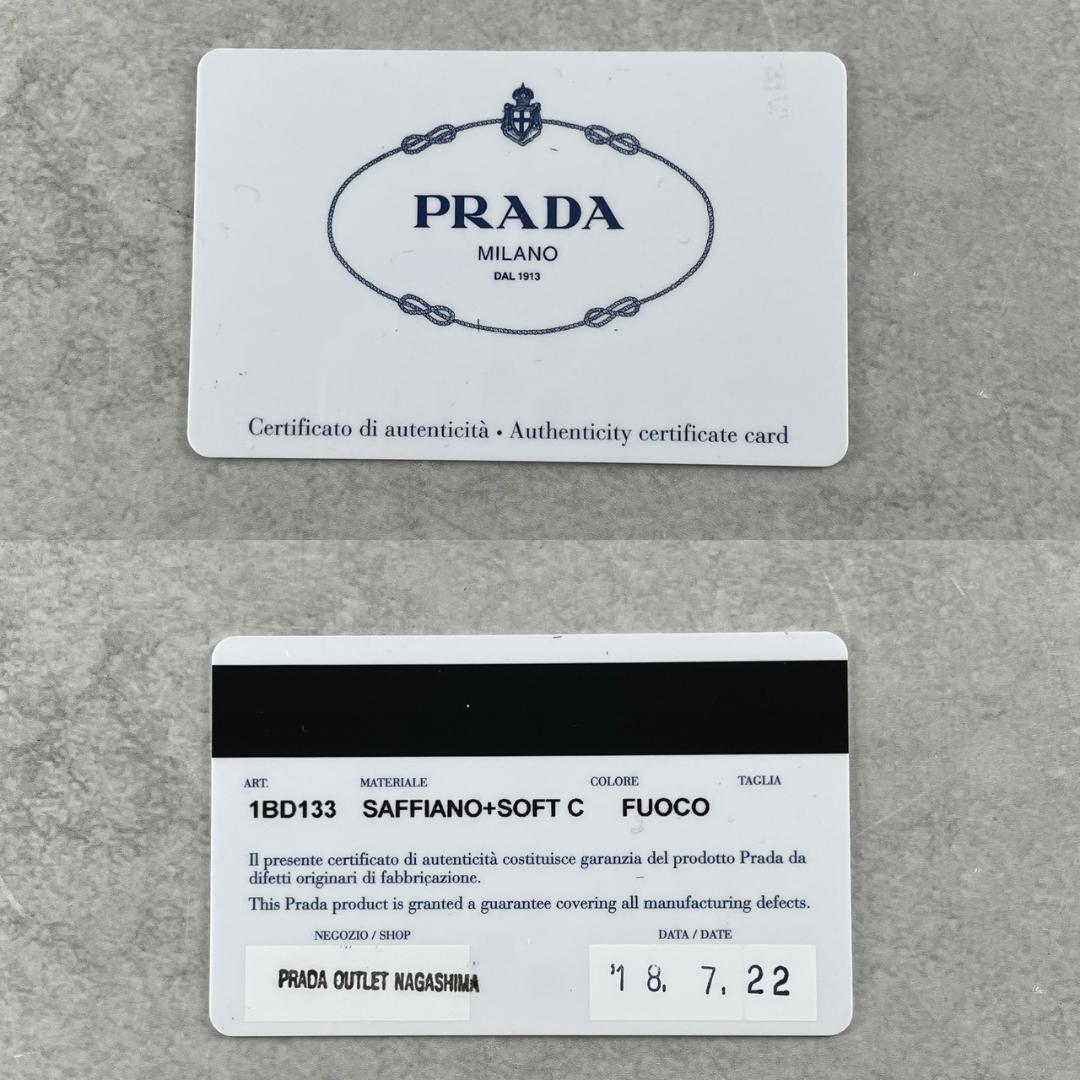 PRADA
MILANO
DAL 1913
Certificato di autenticità • Authenticity certificate card
ART. MATERIALE COLORE TAGLIA
1BD133 SAFFIANO+SOFT C FUOCO
Il presente certificato di autenticità costituisce garanzia del prodotto Prada da
difetti originari di fabbricazione.
This Prada product is granted a guarantee covering all manufacturing defects.
NEGOZIO / SHOP DATA / DATE
PRADA OUTLET NAGASHIMA '18. 7. 22